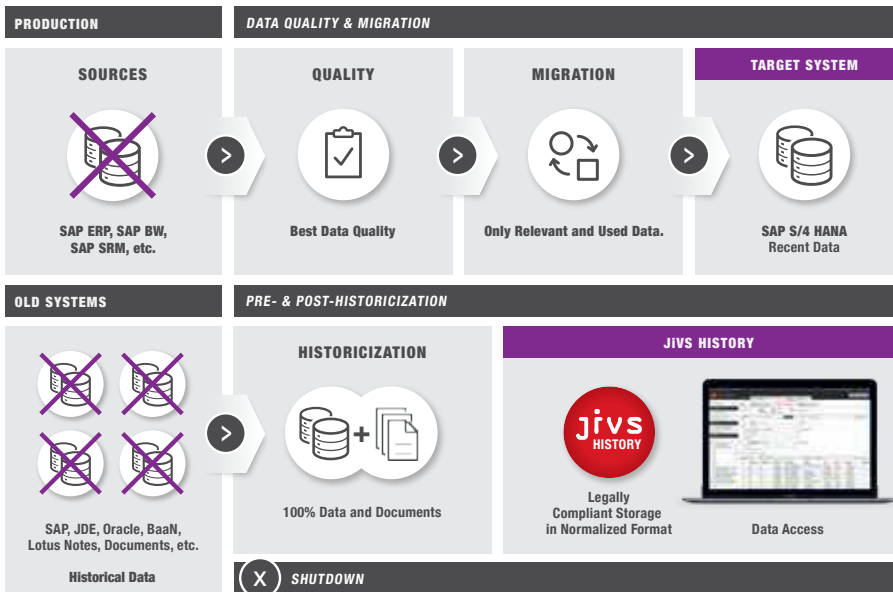 PRODUCTION
DATA QUALITY & MIGRATION
SOURCES
SAP ERP, SAP BW,
SAP SRM, etc.
QUALITY
Best Data Quality
MIGRATION
Only Relevant and Used Data.
TARGET SYSTEM
SAP S/4 HANA
Recent Data
OLD SYSTEMS
PRE- & POST-HISTORICIZATION
SAP, JDE, Oracle, BaaN,
Lotus Notes, Documents, etc.
Historical Data
HISTORICIZATION
100% Data and Documents
JiVS HISTORY
jivs
HISTORY
Legally
Compliant Storage
in Normalized Format
Data Access
X SHUTDOWN